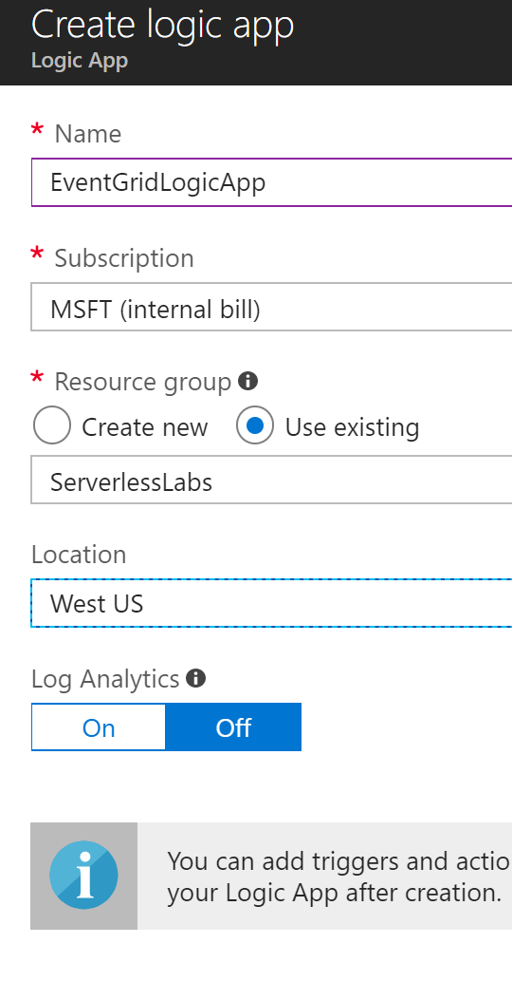 Create logic app
Logic App
* Name
EventGridLogicApp
* Subscription
MSFT (internal bill)
* Resource group
Create new Use existing
ServerlessLabs
Location
West US
Log Analytics
On Off
You can add triggers and actio
your Logic App after creation.